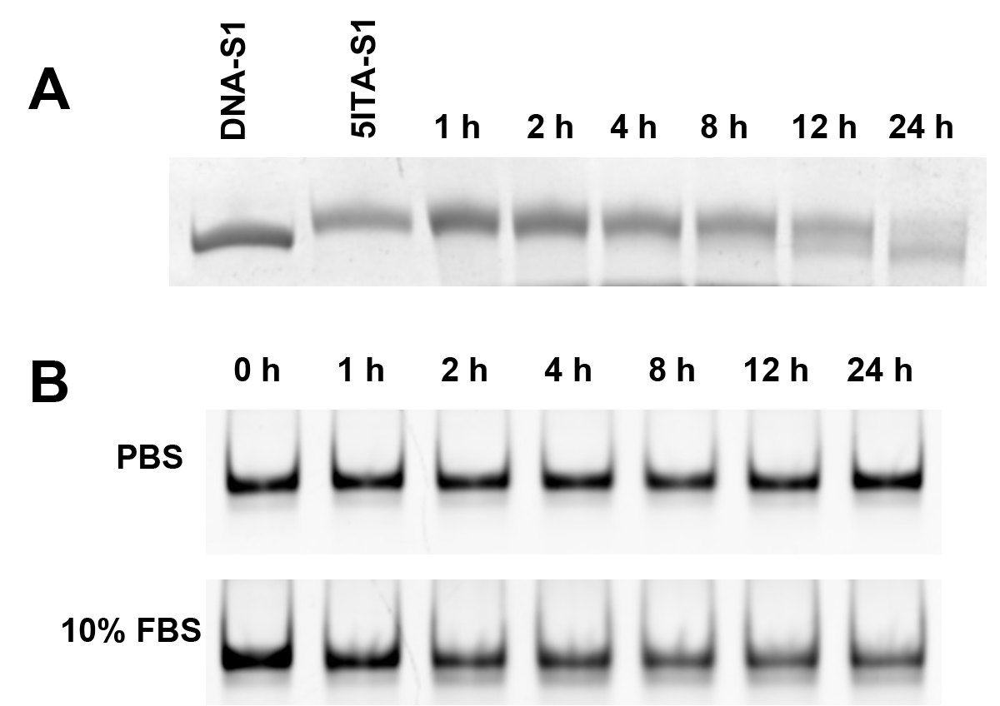 A
DNA-S1
5ITA-S1
1 h 2 h 4 h 8 h 12 h 24 h
B
0 h 1 h 2 h 4 h 8 h 12 h 24 h
PBS
10% FBS